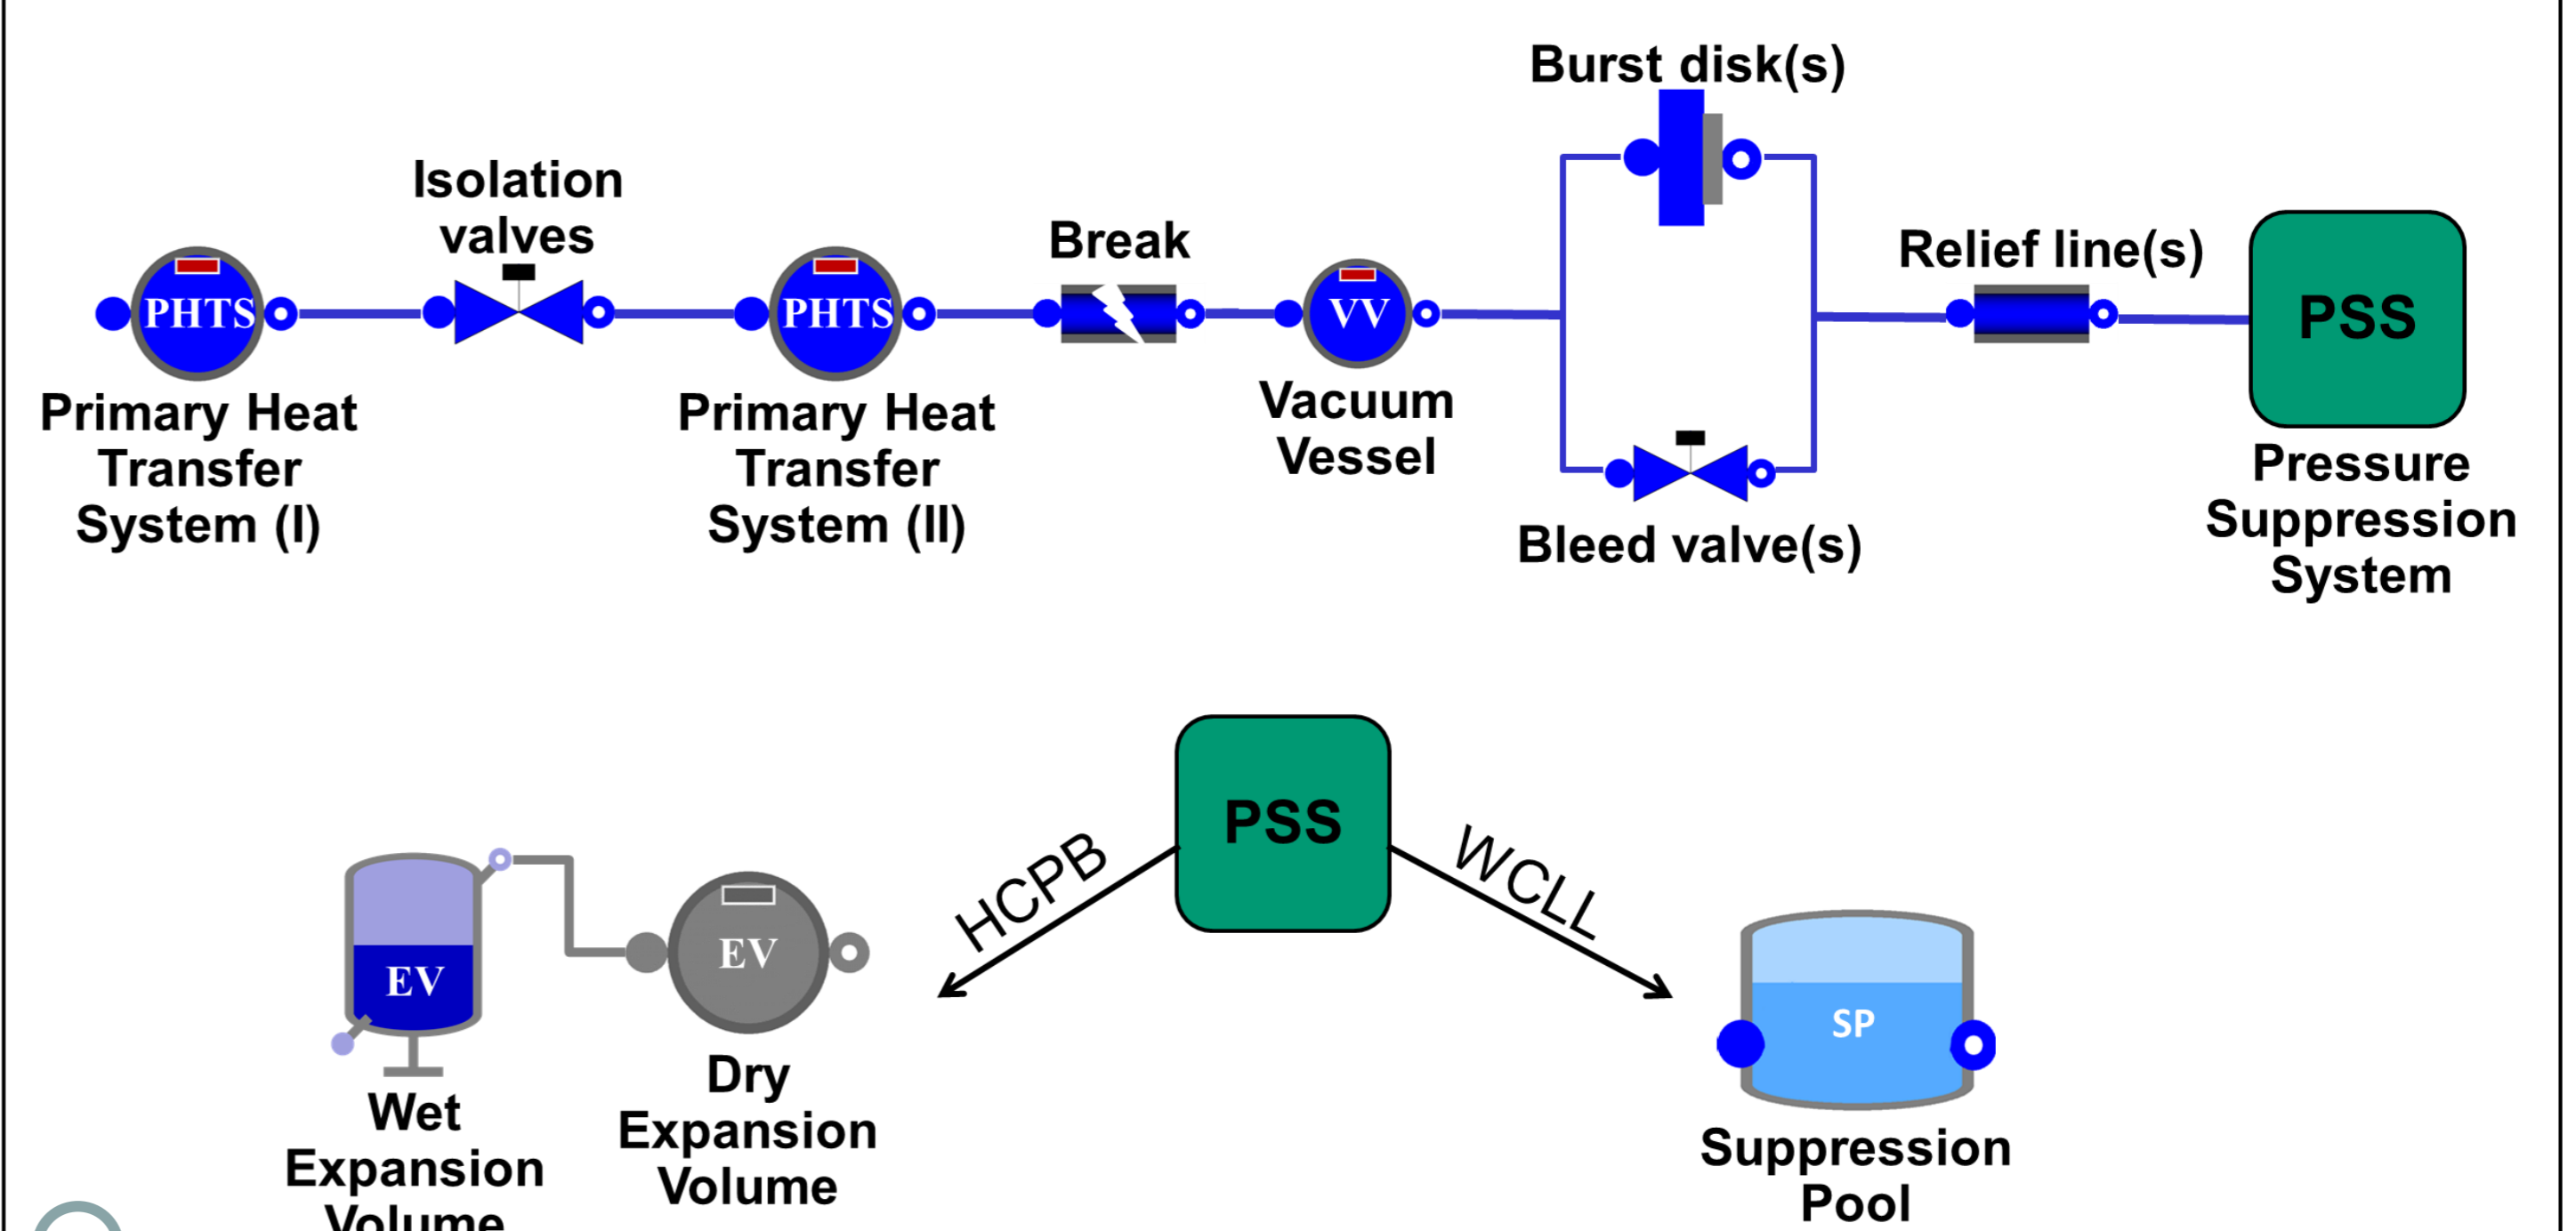 Burst disk(s)
Isolation
valves
Break
Relief line(s)
PHTS
PHTS
VV
PSS
Primary Heat
Transfer
System (I)
Primary Heat
Transfer
System (II)
Vacuum
Vessel
Bleed valve(s)
Pressure
Suppression
System
PSS
HCPB
WCLL
EV
EV
SP
Wet
Expansion
Volume
Dry
Expansion
Volume
Suppression
Pool